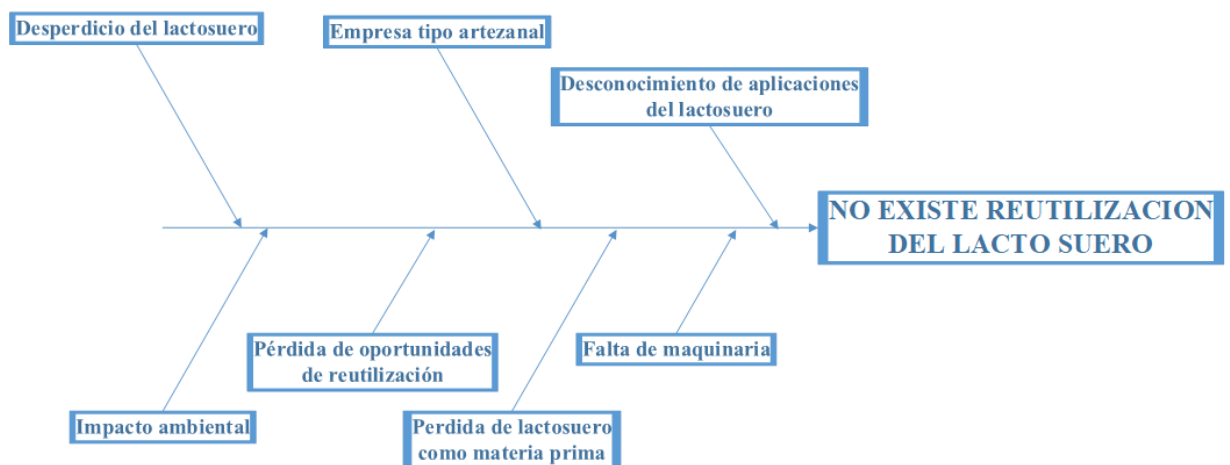 Desperdicio del lactosuero
Empresa tipo artezanal
Desconocimiento de aplicaciones
del lactosuero
NO EXISTE REUTILIZACION
DEL LACTO SUERO
Pérdida de oportunidades
de reutilización
Falta de maquinaria
Impacto ambiental
Perdida de lactosuero
como materia prima